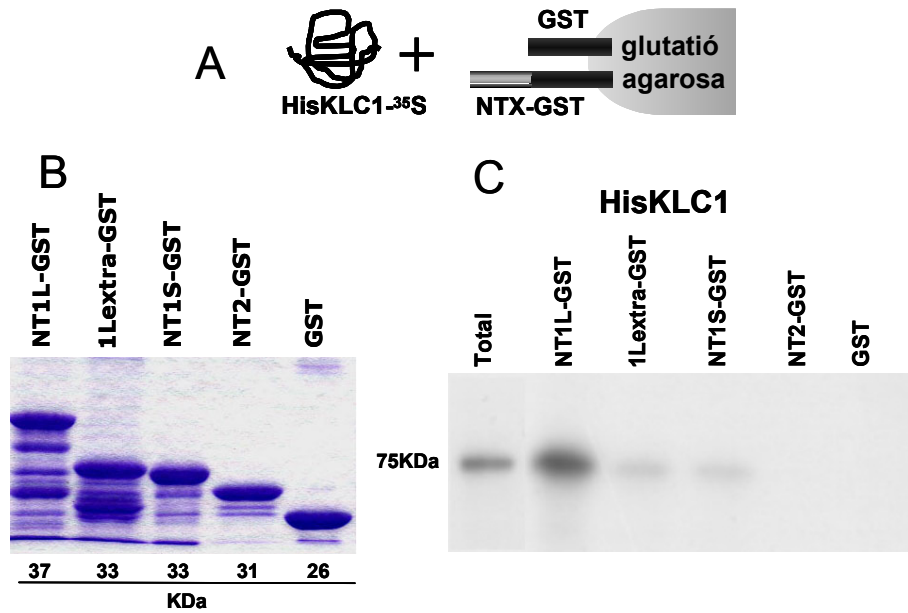 A
HisKLC1-³⁵S
+
GST
glutatió
agarosa
NTX-GST
B
NT1L-GST
1Lextra-GST
NT1S-GST
NT2-GST
GST
37 33 33 31 26
KDa
C
HisKLC1
Total
NT1L-GST
1Lextra-GST
NT1S-GST
NT2-GST
GST
75KDa